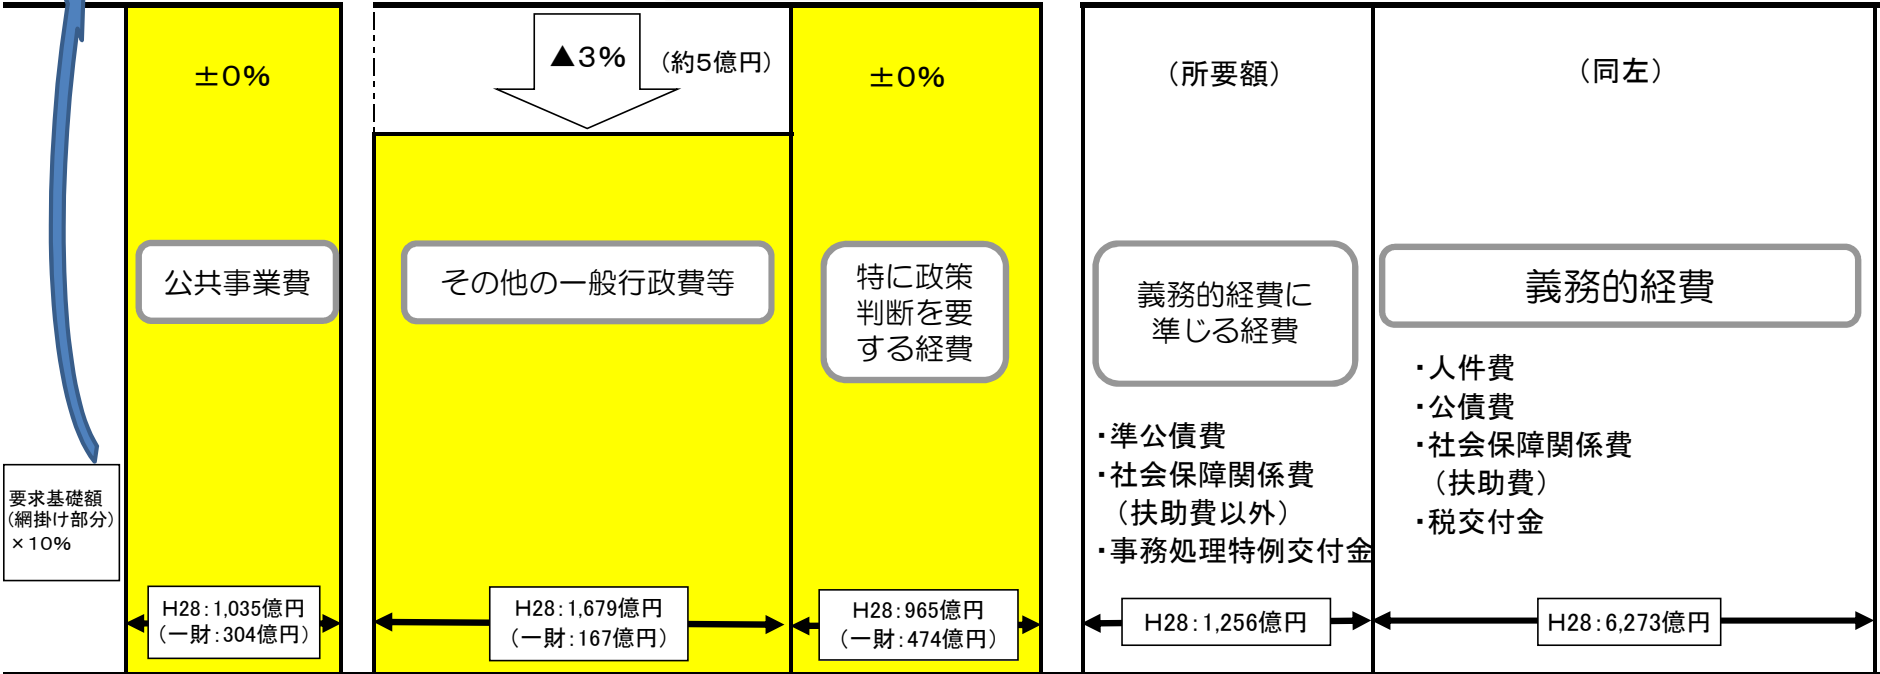 ±0%
▲3%
（約5億円）
±0%
（所要額）
（同左）
公共事業費
その他の一般行政費等
特に政策
判断を要
する経費
義務的経費に
準じる経費
義務的経費
・準公債費
・社会保障関係費
（扶助費以外）
・事務処理特例交付金
・人件費
・公債費
・社会保障関係費
（扶助費）
・税交付金
要求基礎額
（網掛け部分）
×10%
H28：1,035億円
（一財：304億円）
H28：1,679億円
（一財：167億円）
H28：965億円
（一財：474億円）
H28：1,256億円
H28：6,273億円